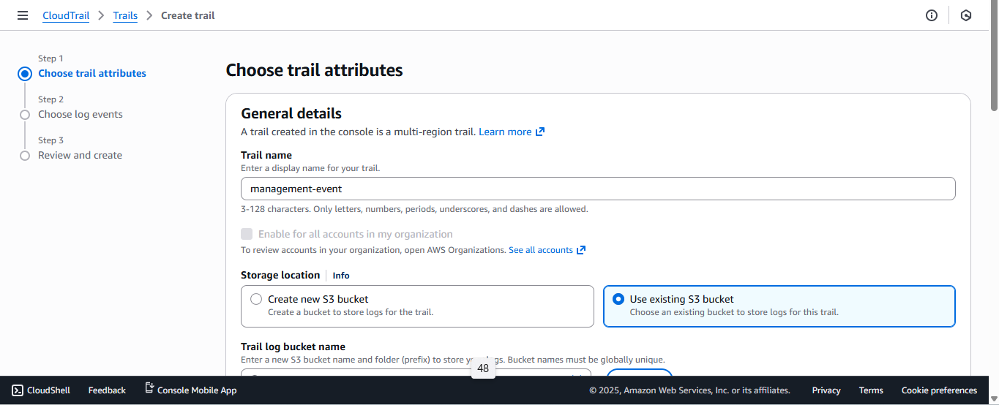 CloudTrail > Trails > Create trail
Step 1
Choose trail attributes
Step 2
Choose log events
Step 3
Review and create
Choose trail attributes
General details
A trail created in the console is a multi-region trail. Learn more
Trail name
Enter a display name for your trail.
management-event
3-128 characters. Only letters, numbers, periods, underscores, and dashes are allowed.
Enable for all accounts in my organization
To review accounts in your organization, open AWS Organizations. See all accounts
Storage location Info
Create new S3 bucket
Create a bucket to store logs for the trail.
Use existing S3 bucket
Choose an existing bucket to store logs for this trail.
Trail log bucket name
Enter a new S3 bucket name and folder (prefix) to store logs. Bucket names must be globally unique.
48
CloudShell Feedback Console Mobile App © 2025, Amazon Web Services, Inc. or its affiliates. Privacy Terms Cookie preferences